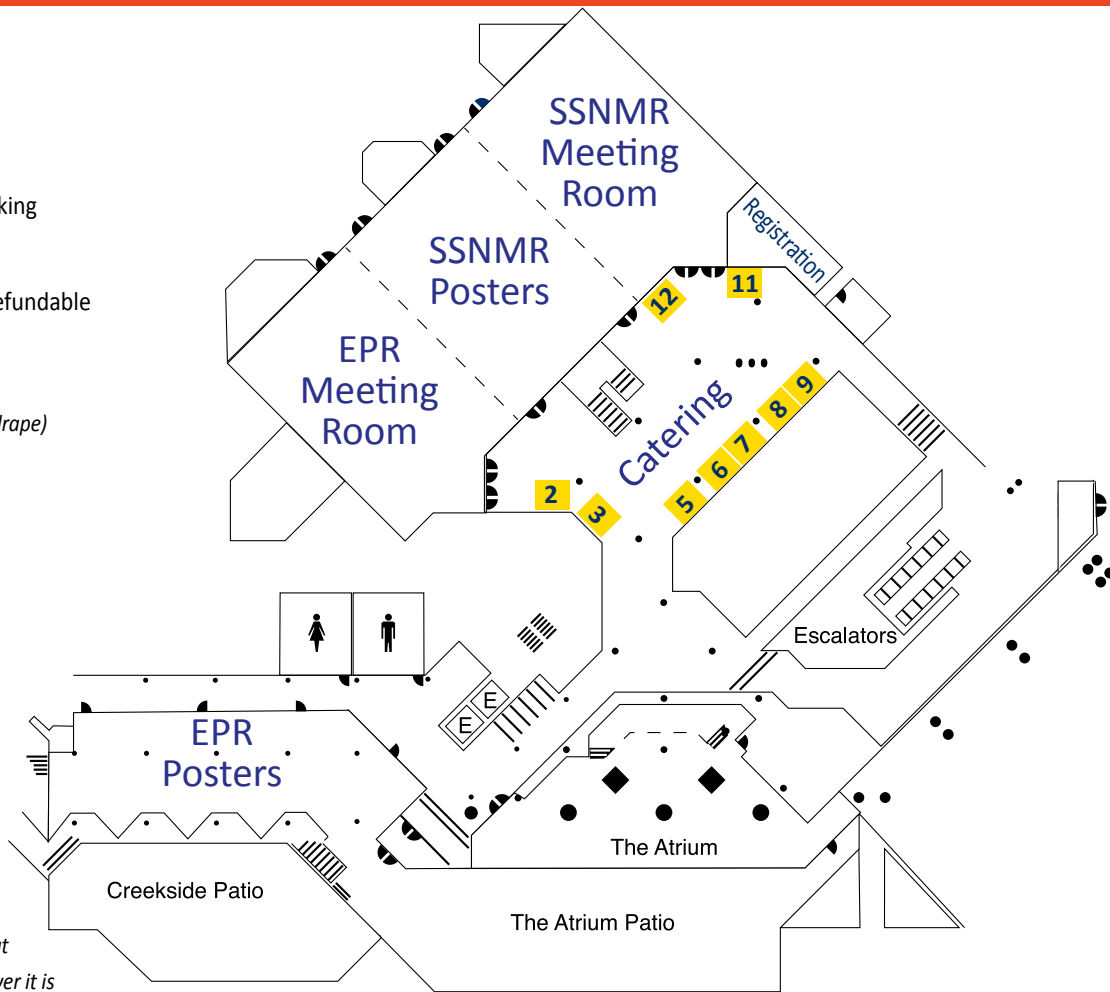 SSNMR
Meeting
Room
king
Registration
SSNMR
Posters
efundable
11
12
EPR
Meeting
Room
drape)
Catering
9
8
7
6
5
2
3
Escalators
E
E
EPR
Posters
The Atrium
Creekside Patio
The Atrium Patio
at
ver it is